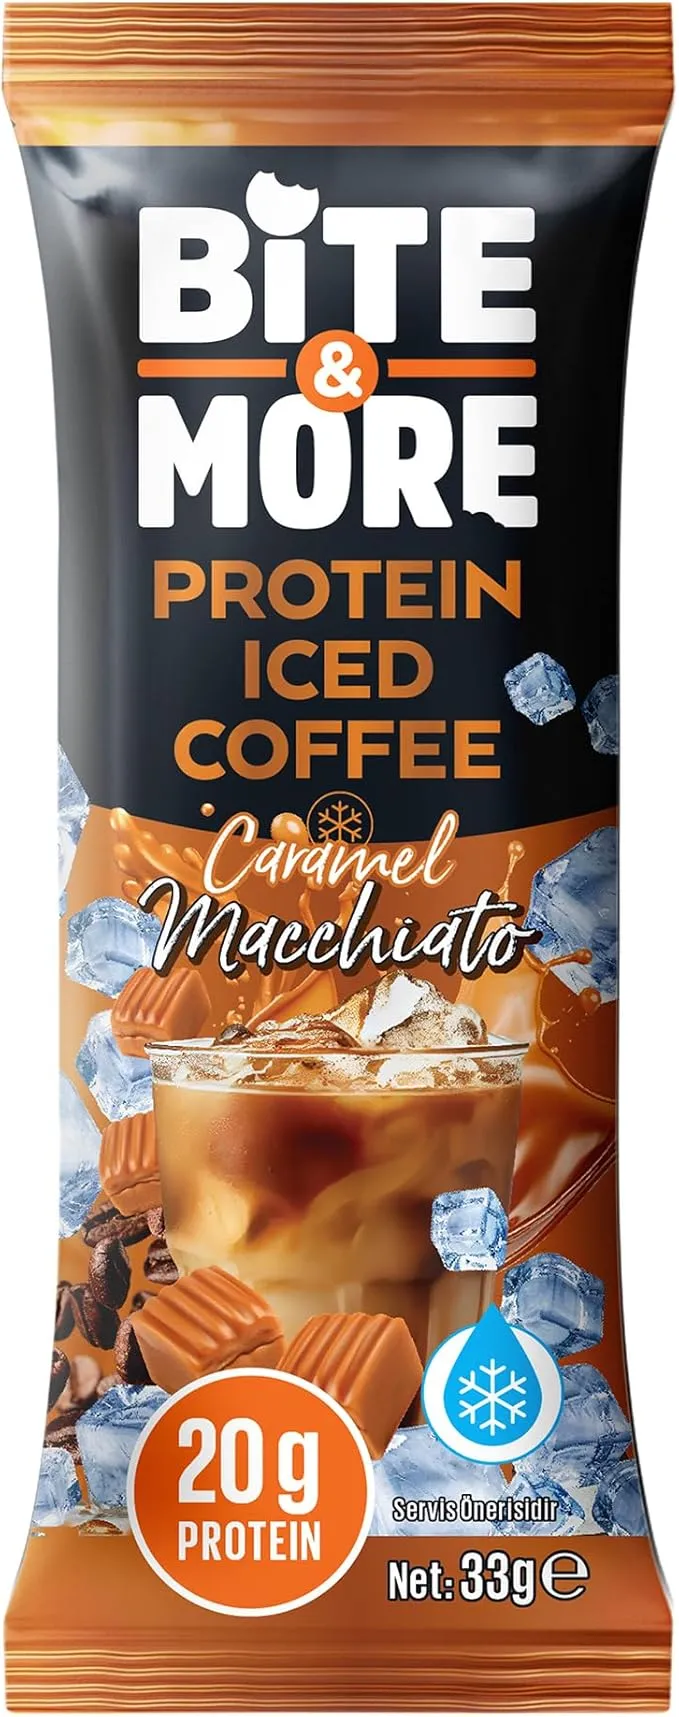 BiTE
&
MORE
PROTEIN
ICED
COFFEE
Caramel
Macchiato
20g
PROTEIN
Servis Önerisidir
Net: 33g℮